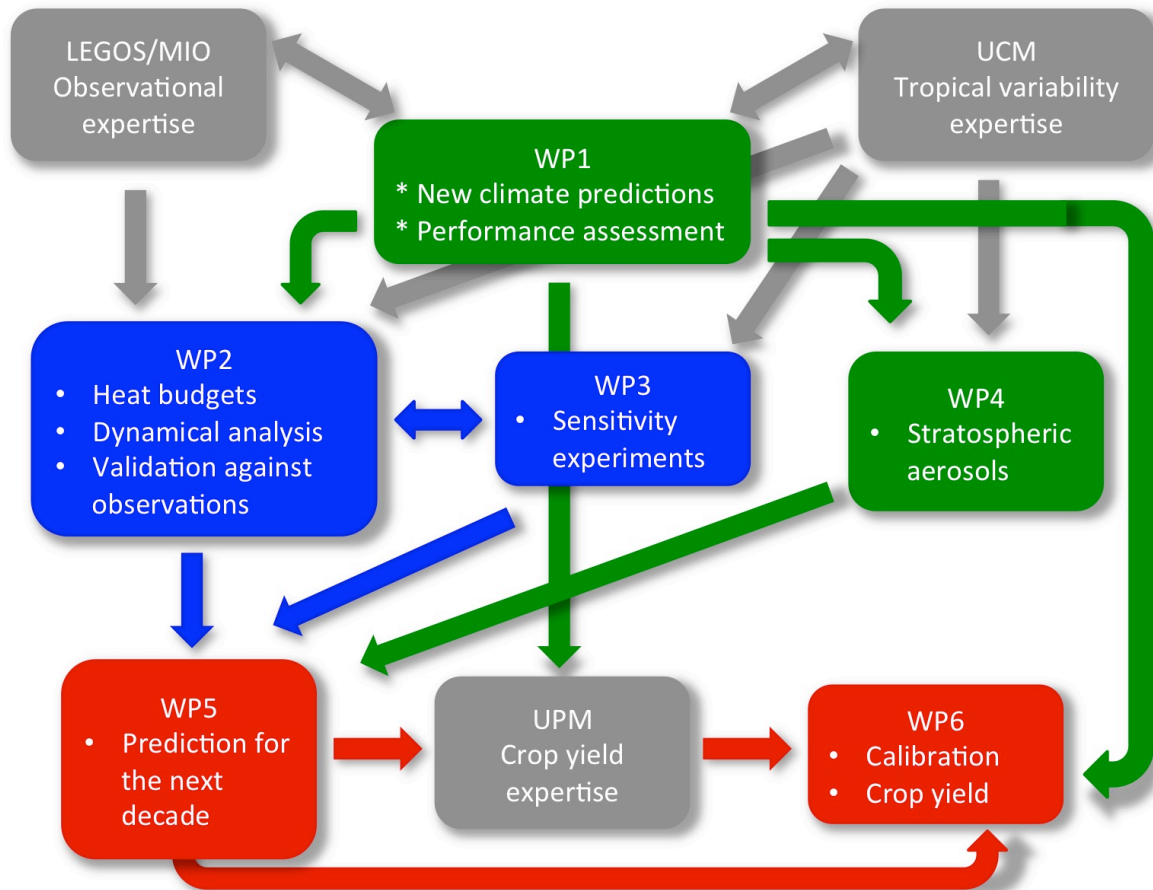 LEGOS/MIO
Observational
expertise
UCM
Tropical variability
expertise
WP1
* New climate predictions
* Performance assessment
WP2
• Heat budgets
• Dynamical analysis
• Validation against
observations
WP3
• Sensitivity
experiments
WP4
• Stratospheric
aerosols
WP5
• Prediction for
the next
decade
UPM
Crop yield
expertise
WP6
• Calibration
• Crop yield